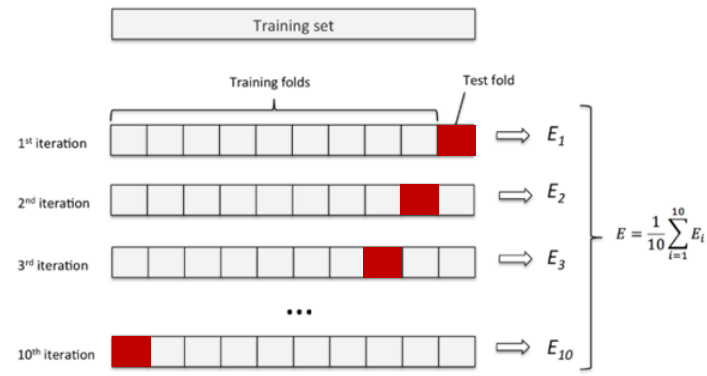 Training set
Training folds
Test fold
1st iteration
E1
2nd iteration
E2
3rd iteration
E3
...
10th iteration
E10
E = 1/10 10∑i=1 Ei